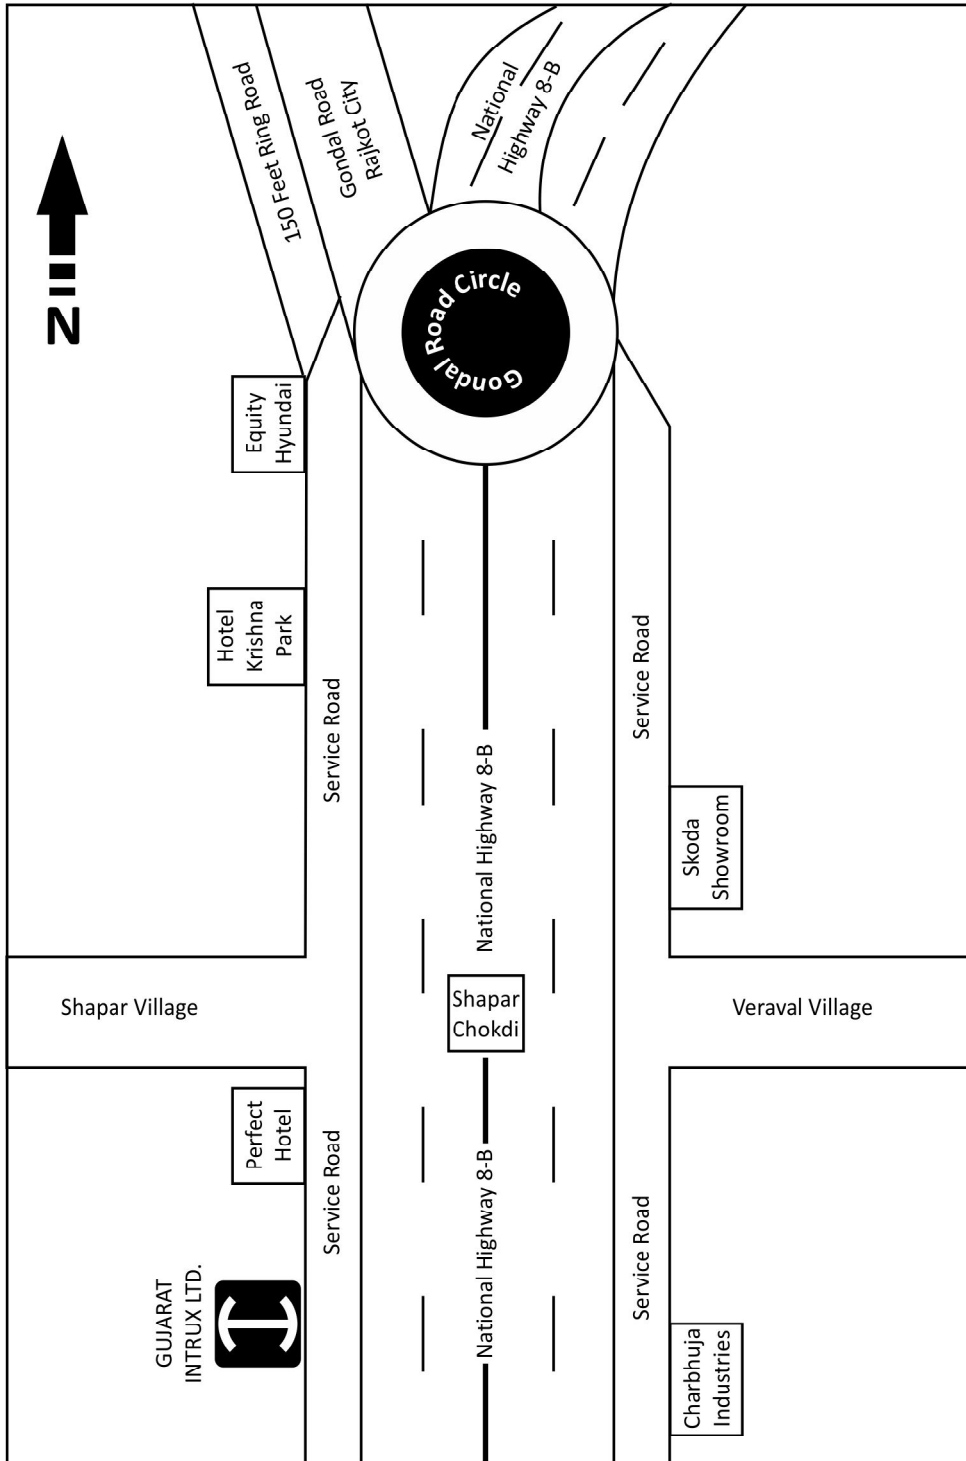 150 Feet Ring Road
Gondal Road
Rajkot City
National
Highway 8-B
N
Gondal Road Circle
Equity
Hyundai
Hotel
Krishna
Park
Service Road
Service Road
National Highway 8-B
Skoda
Showroom
Shapar Village
Shapar
Chokdi
Veraval Village
Perfect
Hotel
Service Road
National Highway 8-B
Service Road
GUJARAT
INTRUX LTD.
Charbhuja
Industries